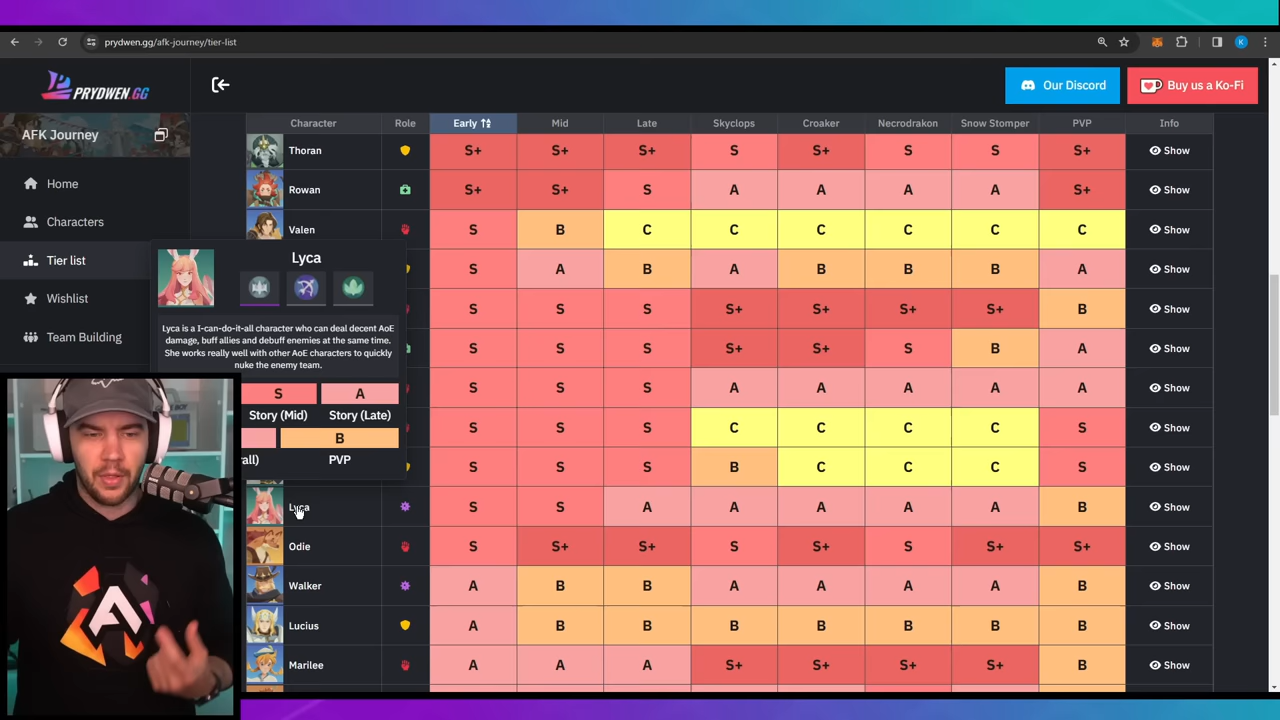 prydwen.gg/afk-journey/tier-list
K
PRYDWEN.GG
Our Discord
Buys us a Ko-Fi
AFK Journey
Home
Characters
Tier list
Wishlist
Team Building
Character Role Early Mid Late Skyclops Croaker Necrodrakon Snow Stomper PVP Info
Thoran S+ S+ S+ S S+ S S S+ Show
Rowan S+ S+ S A A A A S+ Show
Valen S B C C C C C C Show
S A B A B B B A Show
S S S S+ S+ S+ S+ B Show
S S S S+ S+ S B A Show
S S S A A A A A Show
S S S C C C C S Show
S S S B C C C S Show
Lyca S S A A A A A B Show
Odie S S+ S+ S S+ S S+ S+ Show
Walker A B B A A A A B Show
Lucius A B B B B B B B Show
Marilee A A A S+ S+ S+ S+ B Show
Lyca
Lyca is a I-can-do-it-all character who can deal decent AoE
damage, buff allies and debuff enemies at the same time.
She works really well with other AoE characters to quickly
nuke the enemy team.
S A
Story (Mid) Story (Late)
B
all) PVP
A